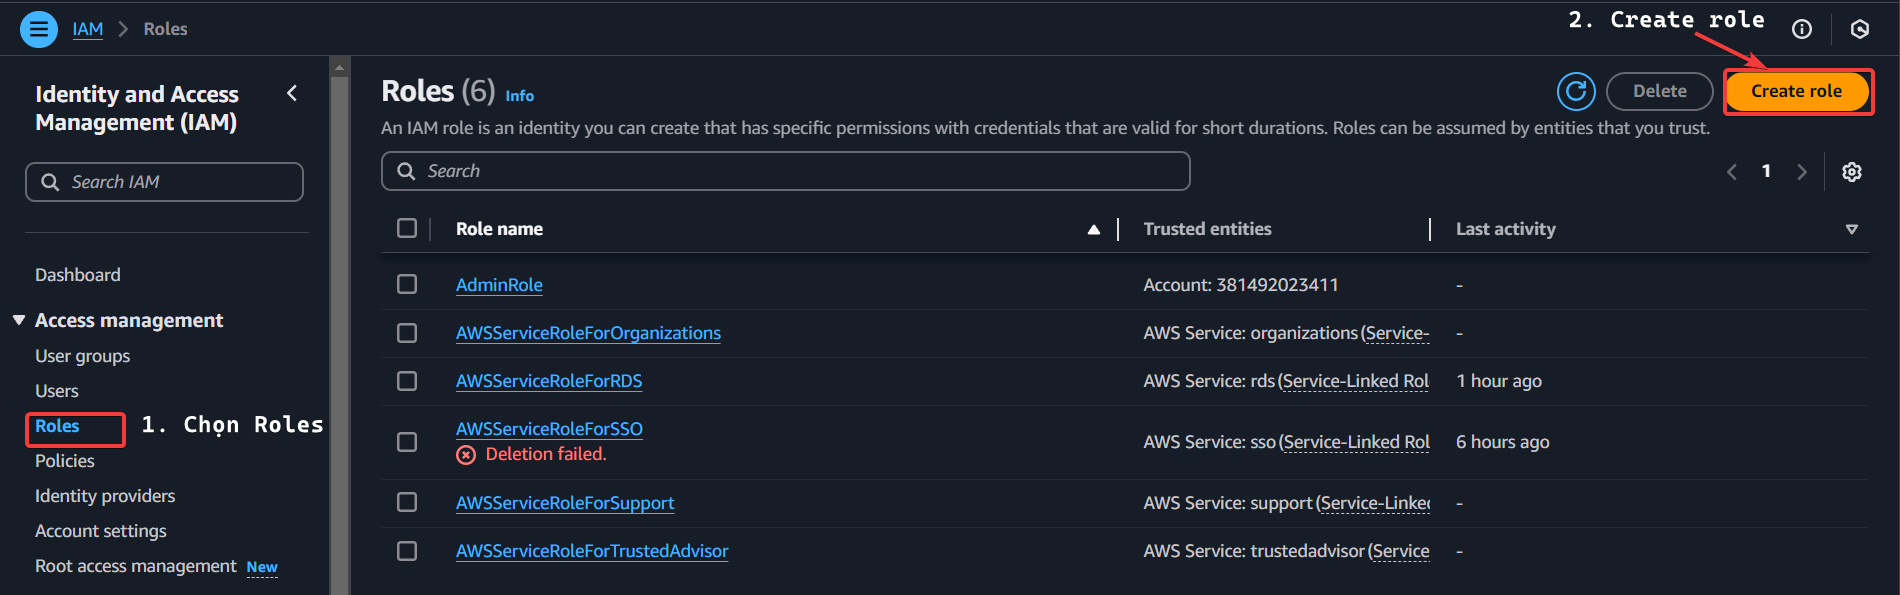 IAM > Roles
2. Create role
Identity and Access
Management (IAM)
Search IAM
Dashboard
Access management
User groups
Users
Roles
1. Chọn Roles
Policies
Identity providers
Account settings
Root access management New
Roles (6) Info
Delete
Create role
An IAM role is an identity you can create that has specific permissions with credentials that are valid for short durations. Roles can be assumed by entities that you trust.
Search
1
Role name Trusted entities Last activity
AdminRole Account: 381492023411 -
AWSServiceRoleForOrganizations AWS Service: organizations (Service- -
AWSServiceRoleForRDS AWS Service: rds (Service-Linked Rol 1 hour ago
AWSServiceRoleForSSO AWS Service: sso (Service-Linked Rol 6 hours ago
Deletion failed.
AWSServiceRoleForSupport AWS Service: support (Service-Linked -
AWSServiceRoleForTrustedAdvisor AWS Service: trustedadvisor (Service -